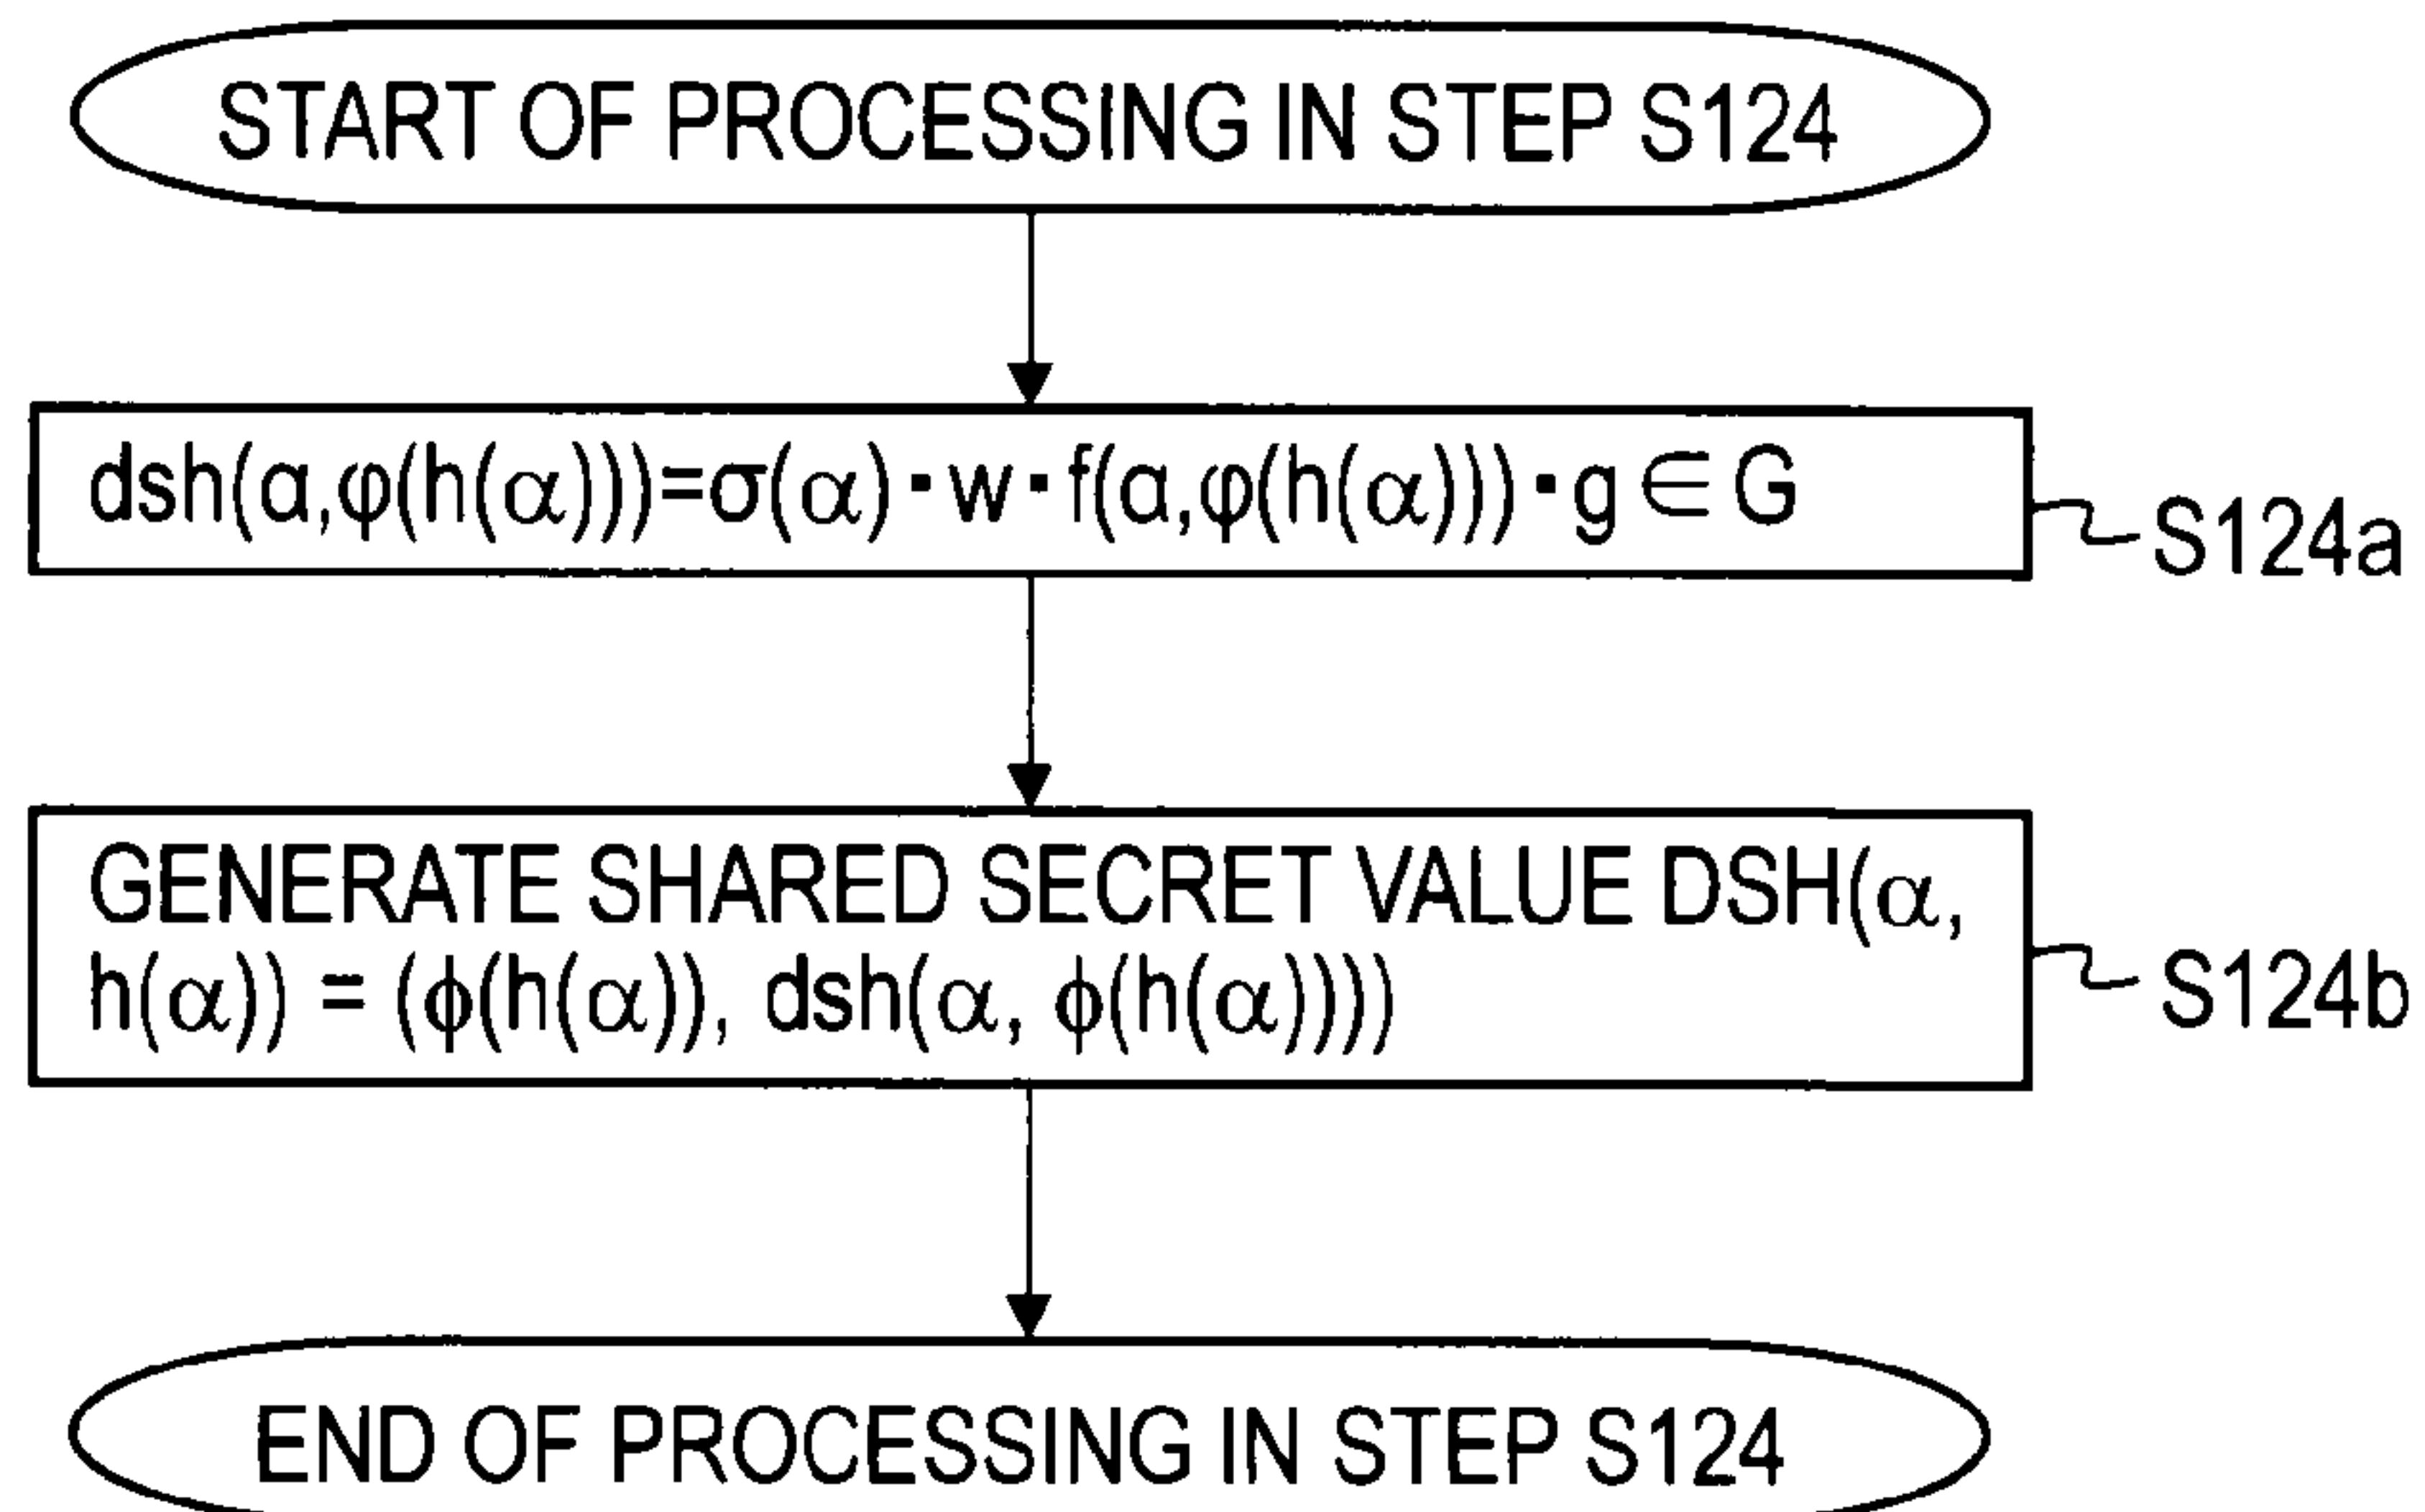 START OF PROCESSING IN STEP S124
dsh(ɑ,φ(h(α)))=σ(α)▪w▪f(ɑ,φ(h(α)))▪g∈G
S124a
GENERATE SHARED SECRET VALUE DSH(α,
h(α)) = (ϕ(h(α)), dsh(α, ϕ(h(α))))
S124b
END OF PROCESSING IN STEP S124